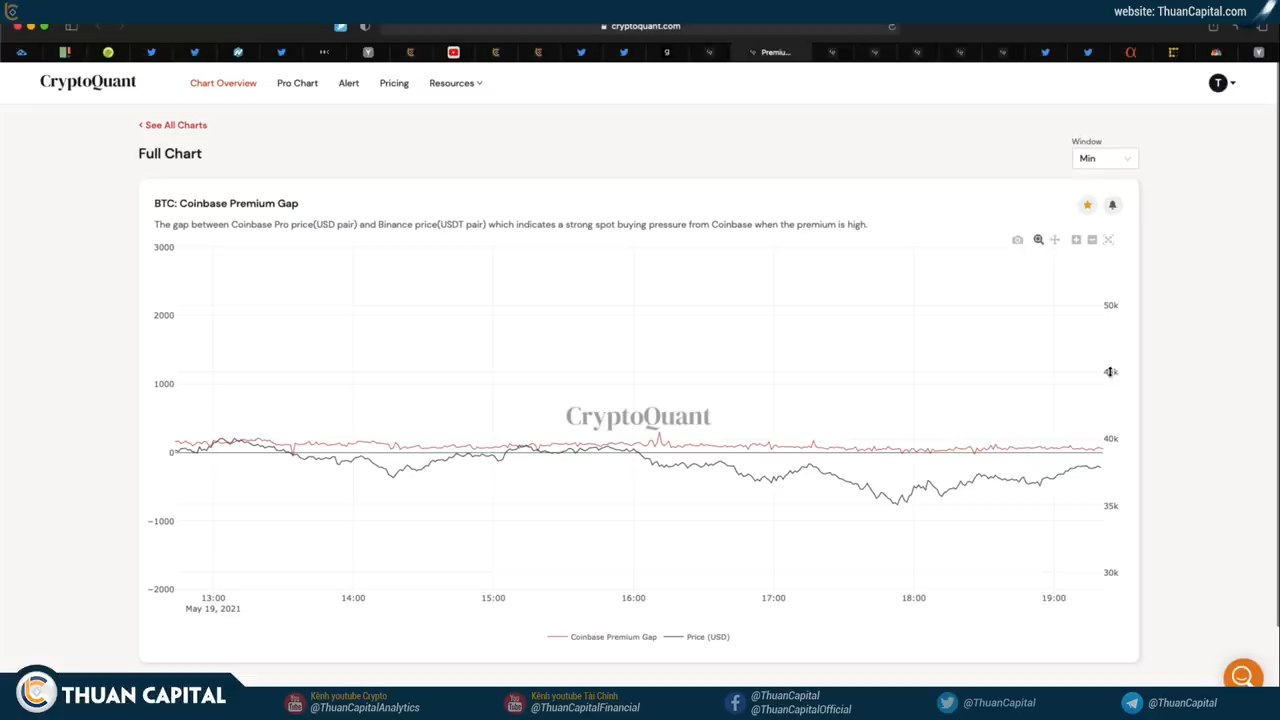 website: ThuanCapital.com
cryptoquant.com
Premiu...
CryptoQuant
Chart Overview
Pro Chart
Alert
Pricing
Resources
T
< See All Charts
Full Chart
Window
Min
BTC: Coinbase Premium Gap
The gap between Coinbase Pro price(USD pair) and Binance price(USDT pair) which indicates a strong spot buying pressure from Coinbase when the premium is high.
3000
2000
1000
0
−1000
−2000
50k
40k
35k
30k
CryptoQuant
13:00
14:00
15:00
16:00
17:00
18:00
19:00
May 19, 2021
Coinbase Premium Gap
Price (USD)
THUAN CAPITAL
Kênh youtube Crypto
@ThuanCapitalAnalytics
Kênh youtube Tài Chính
@ThuanCapitalFinancial
@ThuanCapital
@ThuanCapitalOfficial
@ThuanCapital
@ThuanCapital